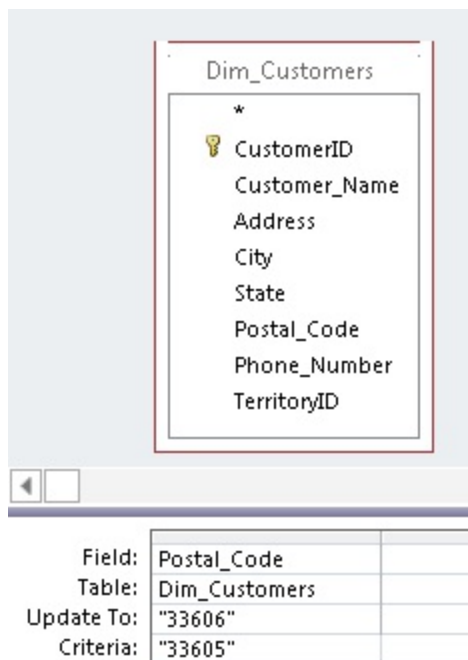 Dim_Customers
*
CustomerID
Customer_Name
Address
City
State
Postal_Code
Phone_Number
TerritoryID
Field: Postal_Code
Table: Dim_Customers
Update To: "33606"
Criteria: "33605"